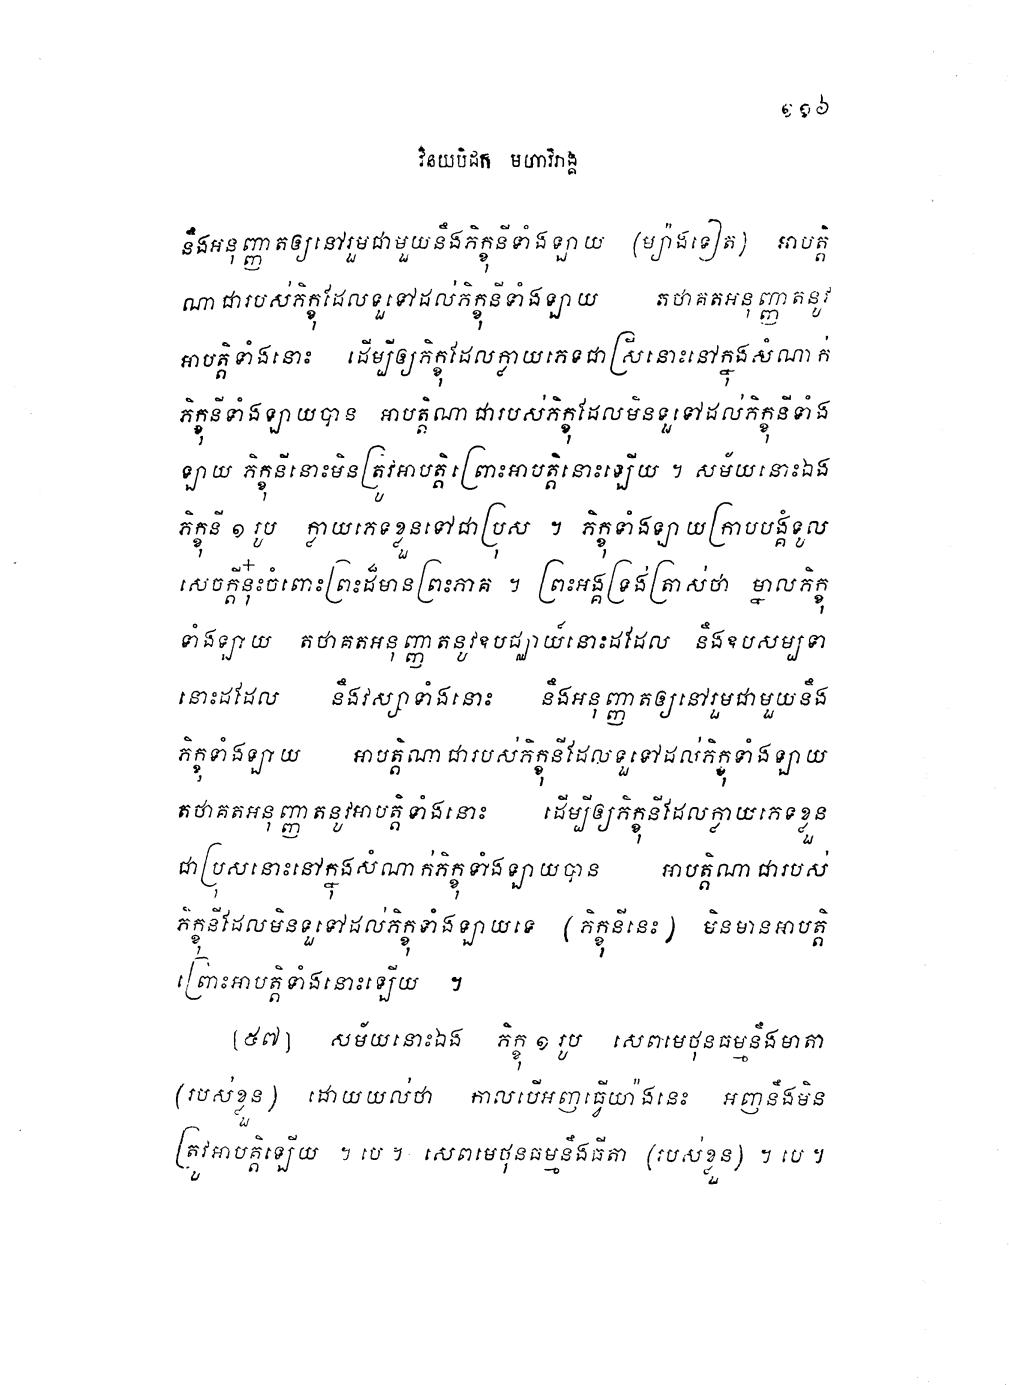 ១១៦
វិនយបិដក មហាវិភង្គ
នឹងអនុញ្ញាតឲ្យនៅរួមជាមួយនឹងភិក្ខុនីទាំងឡាយ (ម្យ៉ាងទៀត) អាបត្តិ
ណាជារបស់ភិក្ខុដែលទួទៅដល់ភិក្ខុនីទាំងឡាយ តថាគតអនុញ្ញាតនូវ
អាបត្តិទាំងនោះ ដើម្បីឲ្យភិក្ខុដែលក្លាយភេទជាស្រីនោះនៅក្នុងសំណាក់
ភិក្ខុនីទាំងឡាយបាន អាបត្តិណាជារបស់ភិក្ខុដែលមិនទួទៅដល់ភិក្ខុនីទាំង
ឡាយ ភិក្ខុនីនោះមិនត្រូវអាបត្តិព្រោះអាបត្តិនោះឡើយ ។ សម័យនោះឯង
ភិក្ខុនី ១ រូប ក្លាយភេទខ្លួនទៅជាប្រុស ។ ភិក្ខុទាំងឡាយក្រាបបង្គំទូល
សេចក្តីនុ៎ះចំពោះព្រះដ៏មានព្រះភាគ ។ ព្រះអង្គទ្រង់ត្រាស់ថា ម្នាលភិក្ខុ
ទាំងឡាយ តថាគតអនុញ្ញាតនូវឧបជ្ឈាយ៍នោះដដែល នឹងឧបសម្បទា
នោះដដែល នឹងវស្សាទាំងនោះ នឹងអនុញ្ញាតឲ្យនៅរួមជាមួយនឹង
ភិក្ខុទាំងឡាយ អាបត្តិណាជារបស់ភិក្ខុនីដែលទួទៅដល់ភិក្ខុទាំងឡាយ
តថាគតអនុញ្ញាតនូវអាបត្តិទាំងនោះ ដើម្បីឲ្យភិក្ខុនីដែលក្លាយភេទខ្លួន
ជាប្រុសនោះនៅក្នុងសំណាក់ភិក្ខុទាំងឡាយបាន អាបត្តិណាជារបស់
ភិក្ខុនីដែលមិនទួទៅដល់ភិក្ខុទាំងឡាយទេ (ភិក្ខុនីនេះ) មិនមានអាបត្តិ
ព្រោះអាបត្តិទាំងនោះឡើយ ។
[៥៧] សម័យនោះឯង ភិក្ខុ ១ រូប សេពមេថុនធម្មនឹងមាតា
(របស់ខ្លួន) ដោយយល់ថា កាលបើអញធ្វើយ៉ាងនេះ អញនឹងមិន
ត្រូវអាបត្តិឡើយ ។ បេ ។ សេពមេថុនធម្មនឹងធីតា (របស់ខ្លួន) ។ បេ ។